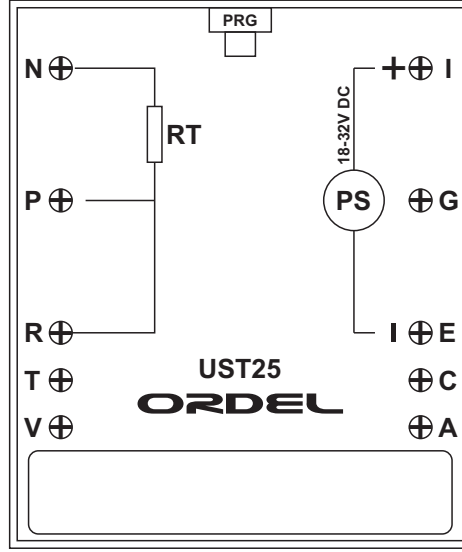 PRG
N + I
RT
18-32V DC
P PS G
R I E
UST25
T C
ORDEL
V A